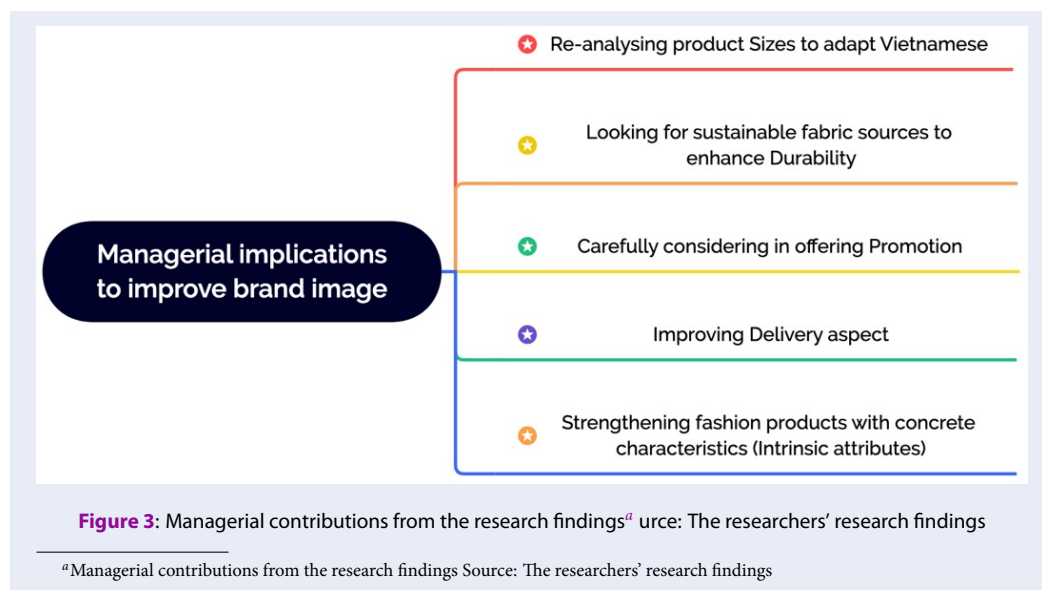 Re-analysing product Sizes to adapt Vietnamese
Looking for sustainable fabric sources to
enhance Durability
Managerial implications
to improve brand image
Carefully considering in offering Promotion
Improving Delivery aspect
Strengthening fashion products with concrete
characteristics (Intrinsic attributes)
Figure 3: Managerial contributions from the research findingsa urce: The researchers’ research findings
aManagerial contributions from the research findings Source: The researchers’ research findings